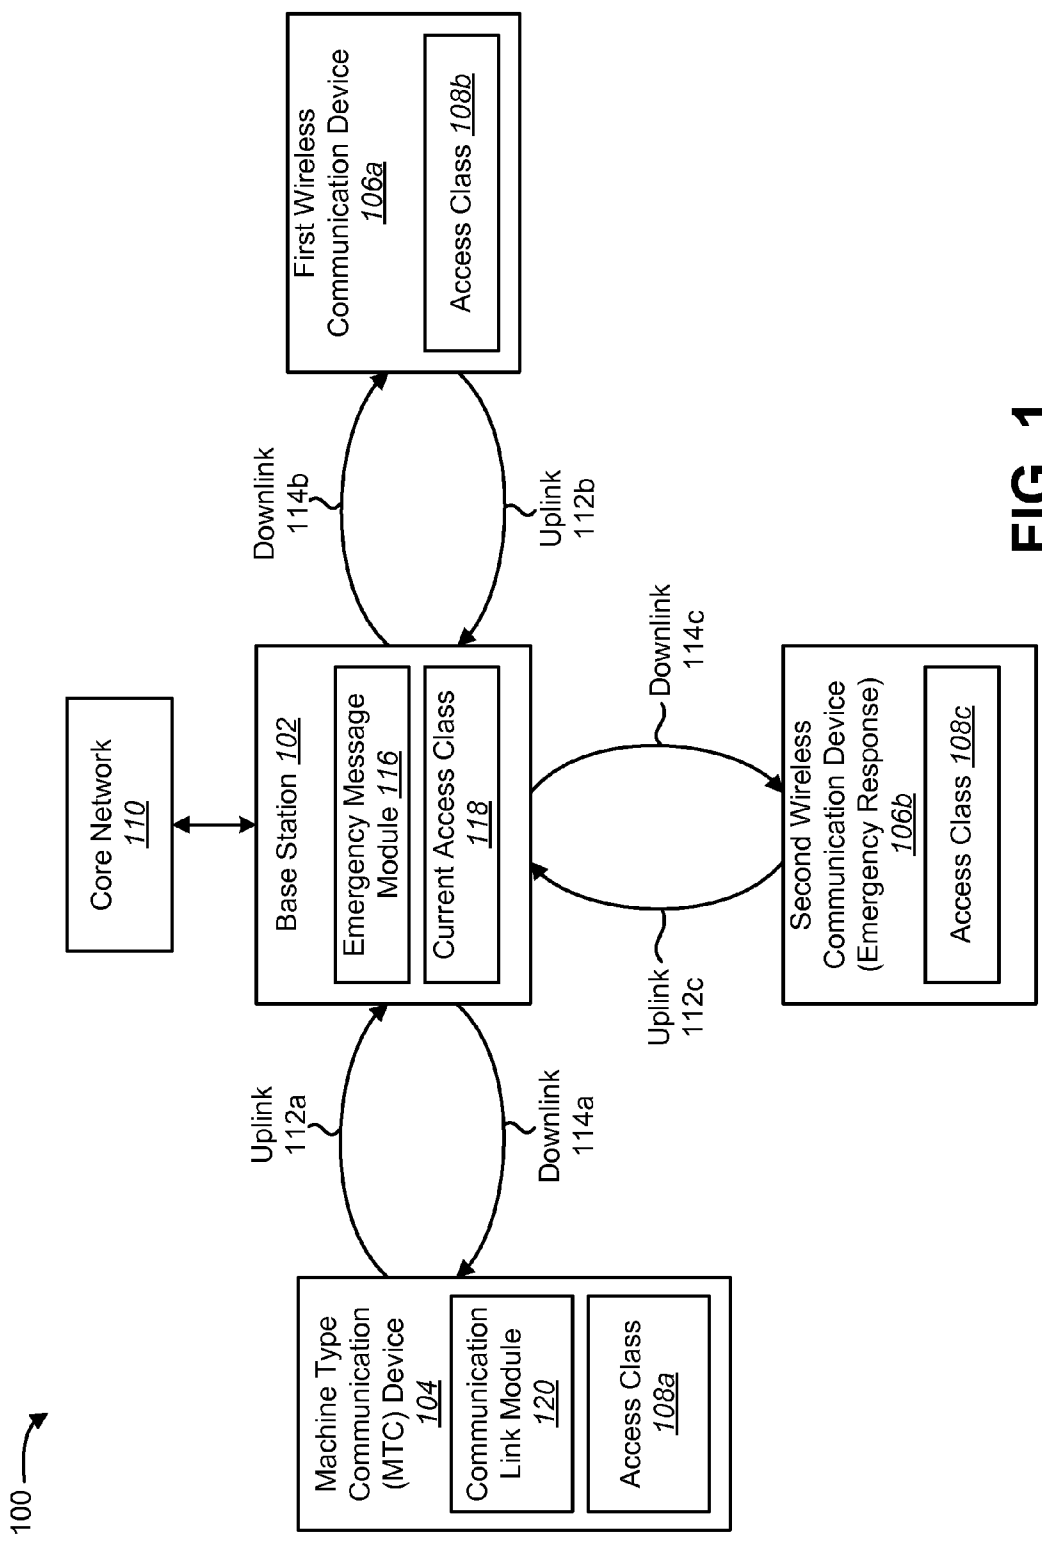 100
Core Network
110
Machine Type
Communication
(MTC) Device
104
Communication
Link Module
120
Access Class
108a
Uplink
112a
Downlink
114a
Base Station 102
Emergency Message
Module 116
Current Access Class
118
Downlink
114b
Uplink
112b
First Wireless
Communication Device
106a
Access Class 108b
Uplink
112c
Downlink
114c
Second Wireless
Communication Device
(Emergency Response)
106b
Access Class 108c
FIG. 1